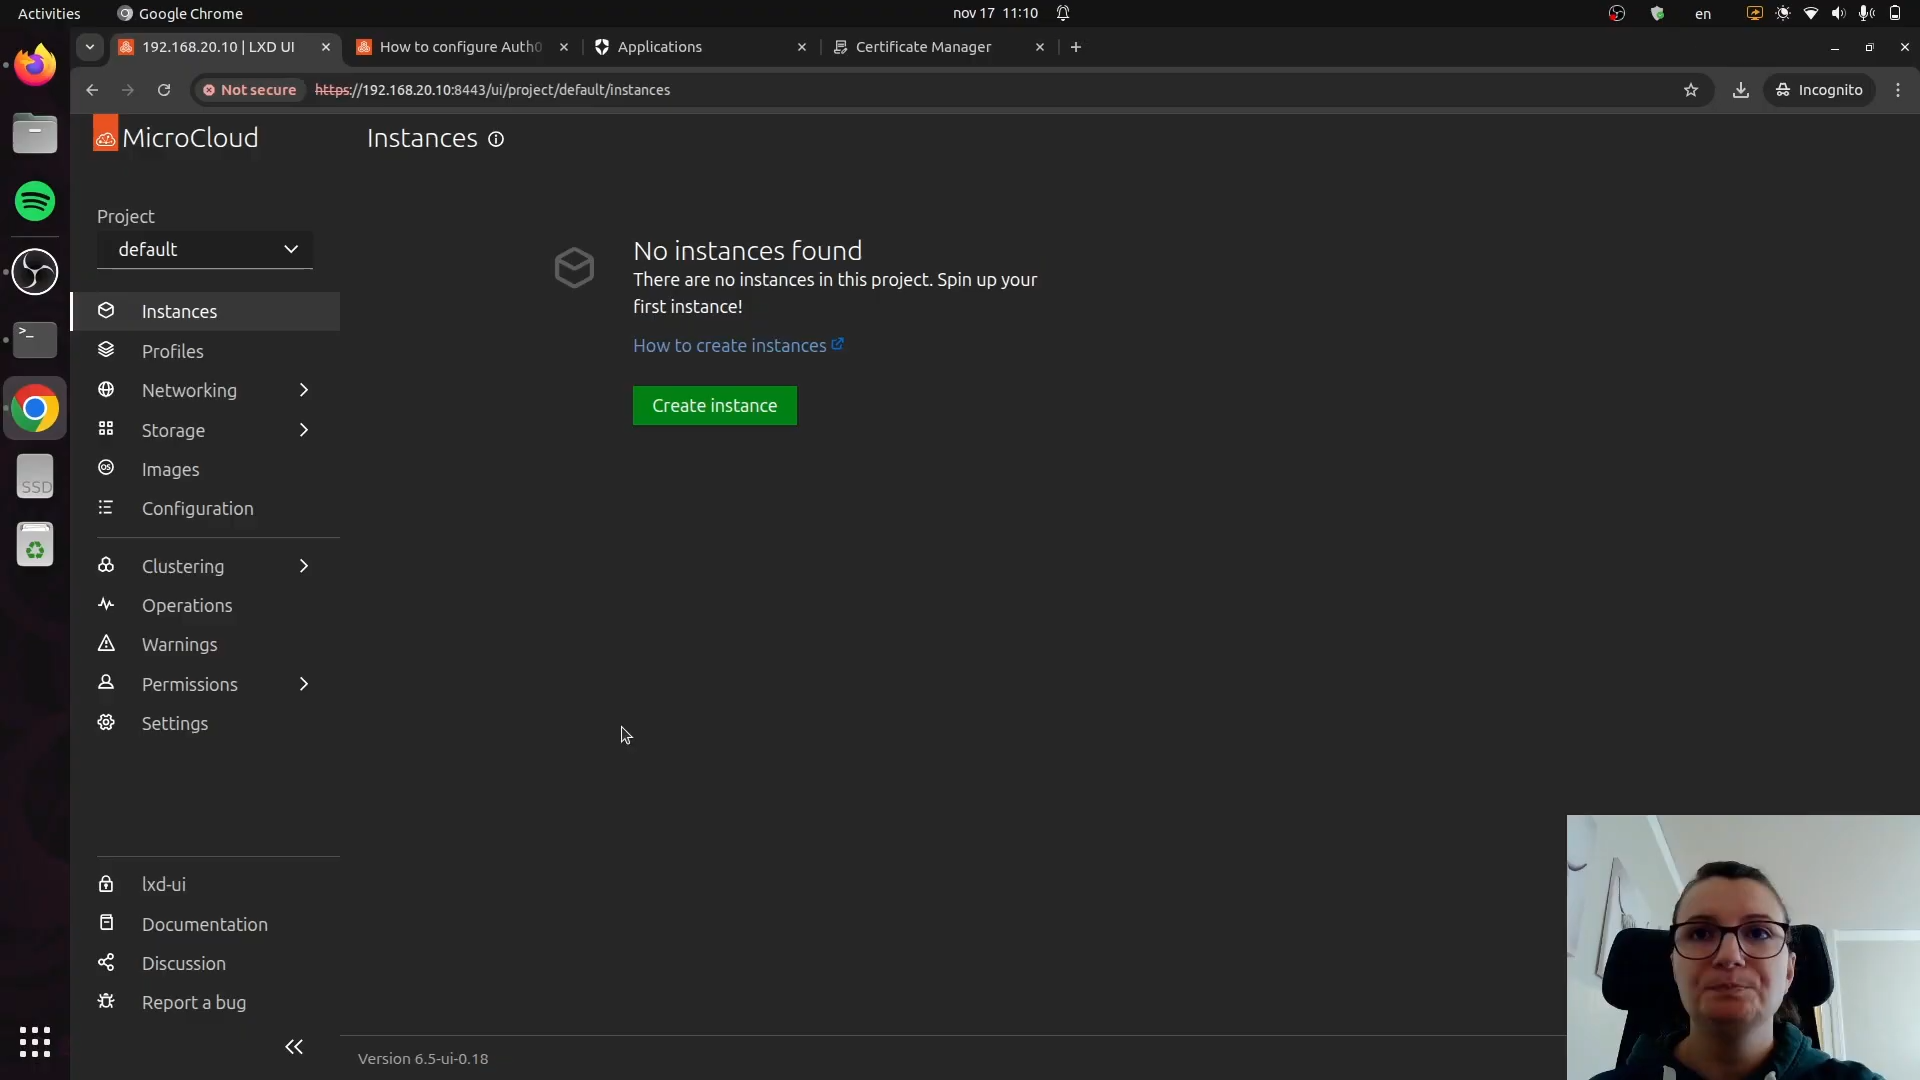 Activities
Google Chrome
nov 17 11:10
en
192.168.20.10 | LXD UI
How to configure Auth0
Applications
Certificate Manager
Not secure
https://192.168.20.10:8443/ui/project/default/instances
Incognito
MicroCloud
Instances
Project
default
No instances found
There are no instances in this project. Spin up your
first instance!
How to create instances
Create instance
Instances
Profiles
Networking
Storage
Images
Configuration
Clustering
Operations
Warnings
Permissions
Settings
lxd-ui
Documentation
Discussion
Report a bug
Version 6.5-ui-0.18
SSD